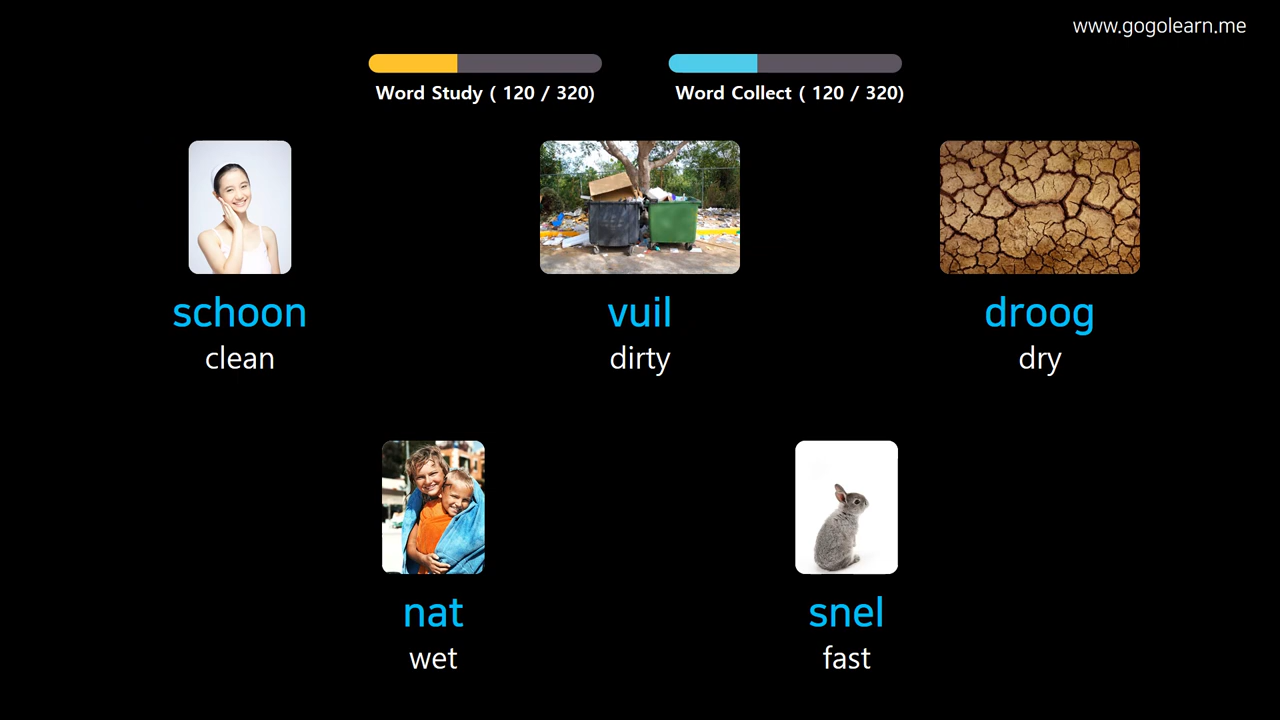 www.gogolearn.me
Word Study ( 120 / 320)
Word Collect ( 120 / 320)
schoon
clean
vuil
dirty
droog
dry
nat
wet
snel
fast